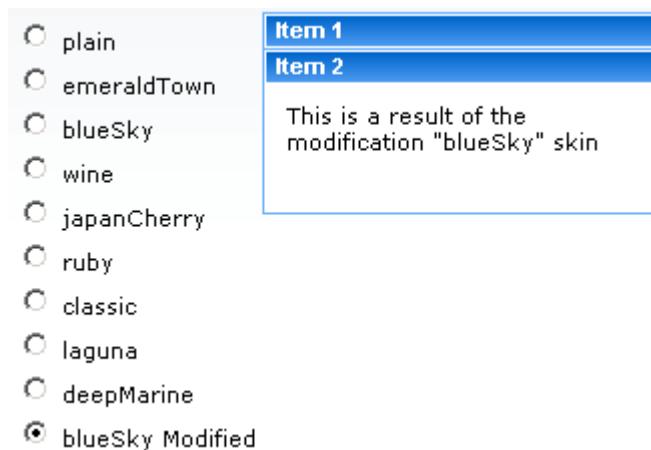 plain
emeraldTown
blueSky
wine
japanCherry
ruby
classic
laguna
deepMarine
blueSky Modified
Item 1
Item 2
This is a result of the
modification "blueSky" skin